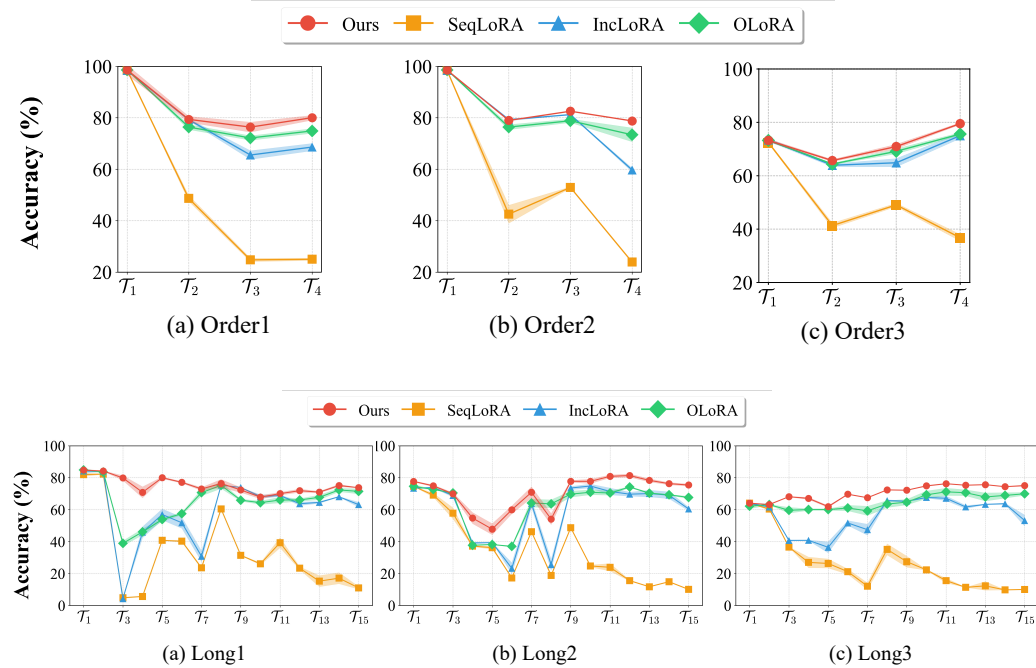 Ours SeqLoRA IncLoRA OLoRA
Accuracy (%)
100 80 60 40 20
T1 T2 T3 T4
(a) Order1
100 80 60 40 20
T1 T2 T3 T4
(b) Order2
100 80 60 40 20
T1 T2 T3 T4
(c) Order3
Ours SeqLoRA IncLoRA OLoRA
Accuracy (%)
100 80 60 40 20 0
T1 T3 T5 T7 T9 T11 T13 T15
(a) Long1
100 80 60 40 20 0
T1 T3 T5 T7 T9 T11 T13 T15
(b) Long2
100 80 60 40 20 0
T1 T3 T5 T7 T9 T11 T13 T15
(c) Long3